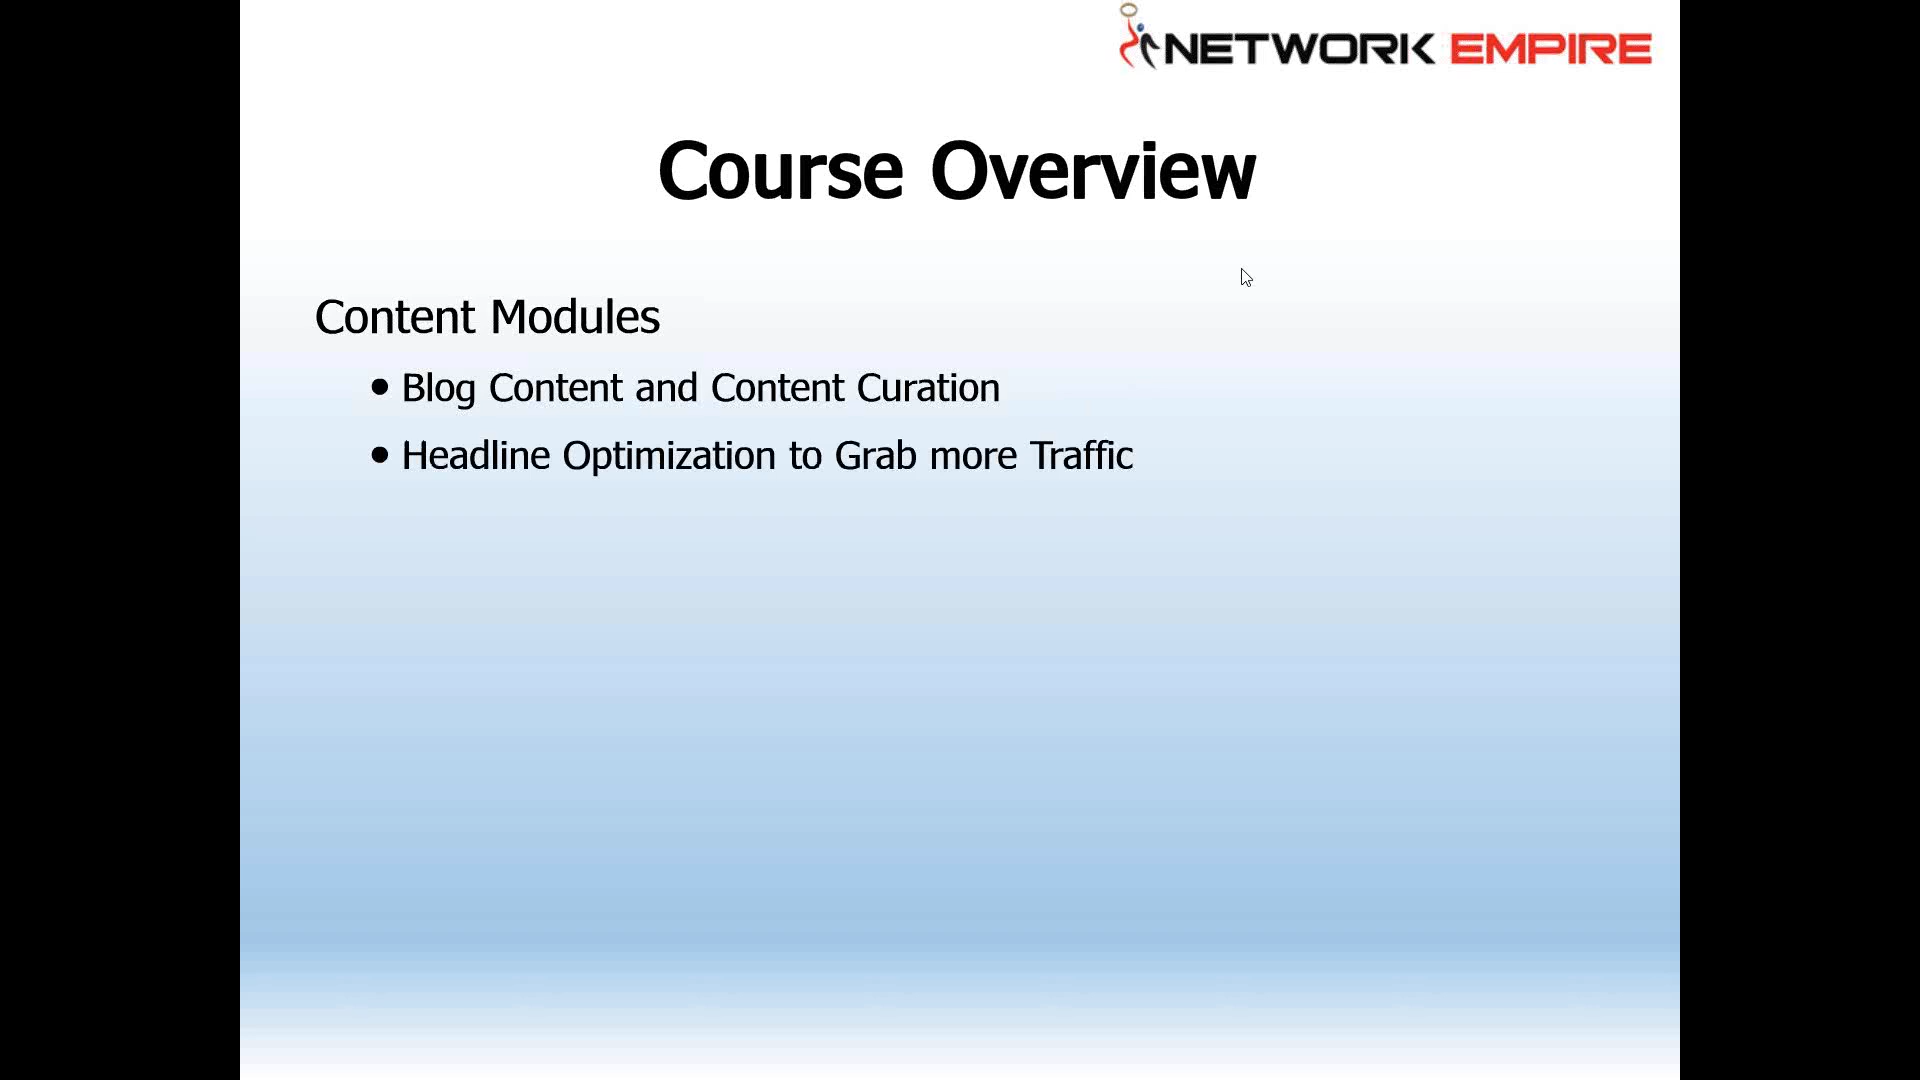 NETWORK EMPIRE
Course Overview
Content Modules
• Blog Content and Content Curation
• Headline Optimization to Grab more Traffic